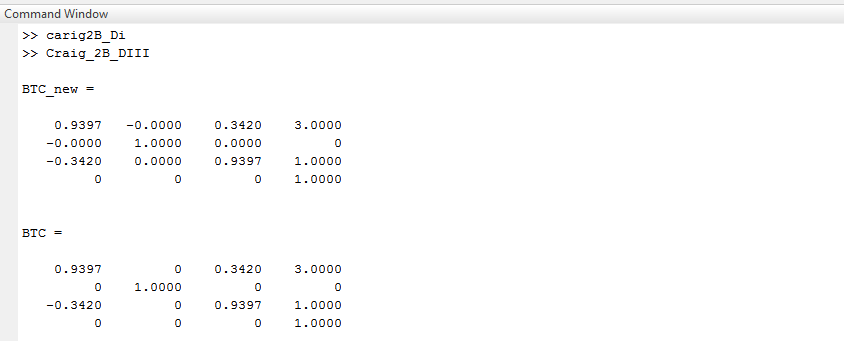 Command Window
>> carig2B_Di
>> Craig_2B_DIII
BTC_new =
0.9397 -0.0000 0.3420 3.0000
-0.0000 1.0000 0.0000 0
-0.3420 0.0000 0.9397 1.0000
0 0 0 1.0000
BTC =
0.9397 0 0.3420 3.0000
0 1.0000 0 0
-0.3420 0 0.9397 1.0000
0 0 0 1.0000